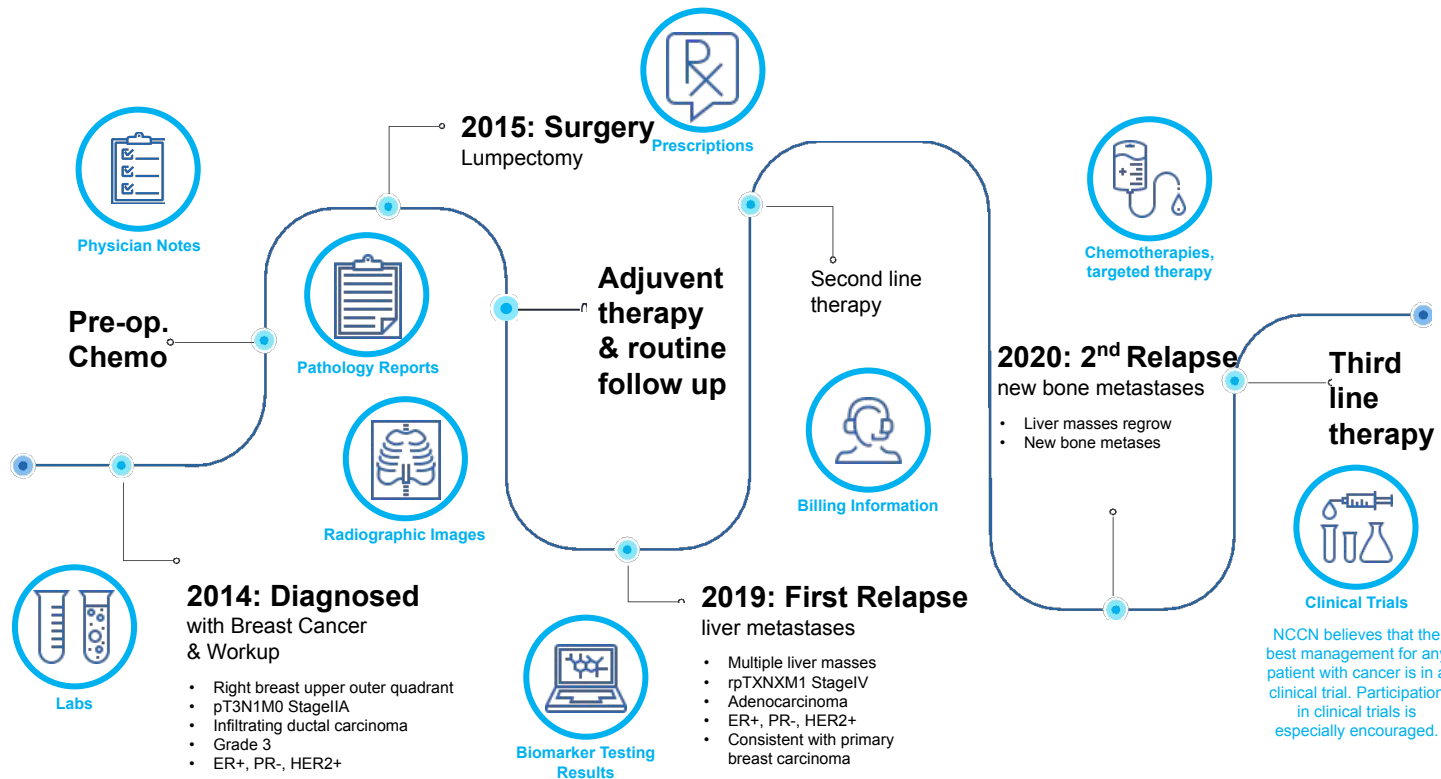 Physician Notes
Pre-op.
Chemo
Labs
2014: Diagnosed
with Breast Cancer
& Workup
• Right breast upper outer quadrant
• pT3N1M0 StageIIA
• Infiltrating ductal carcinoma
• Grade 3
• ER+, PR-, HER2+
2015: Surgery
Lumpectomy
Pathology Reports
Radiographic Images
Rx
Prescriptions
Adjuvent
therapy
& routine
follow up
Biomarker Testing
Results
2019: First Relapse
liver metastases
• Multiple liver masses
• rpTXNXM1 StageIV
• Adenocarcinoma
• ER+, PR-, HER2+
• Consistent with primary
breast carcinoma
Second line
therapy
Billing Information
Chemotherapies,
targeted therapy
2020: 2nd Relapse
new bone metastases
• Liver masses regrow
• New bone metases
Third
line
therapy
Clinical Trials
NCCN believes that the
best management for any
patient with cancer is in a
clinical trial. Participation
in clinical trials is
especially encouraged.